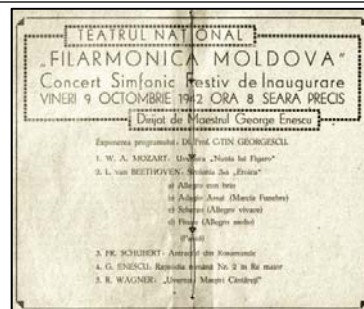 TEATRUL NAȚIONAL
„FILARMONICA MOLDOVA”
Concert Simfonic Festiv de Inaugurare
VINERI 9 OCTOMBRIE 1942 ORA 8 SEARA PRECIS
Dirijat de Maestrul George Enescu
Expunerea programului: Dl. Prof. GTIN GEORGESCU
1. W. A. MOZART: Uvertura „Nunta lui Figaro”
2. L. van BEETHOVEN: Simfonia 3-a „Eroica”
a) Allegro con brio
b) Adagio Assai (Marcia Funebre)
c) Scherzo (Allegro vivace)
d) Finale (Allegro molto)
(Pauză)
3. FR. SCHUBERT: Antract din Rosamunde
4. G. ENESCU: Rapsodia română Nr. 2 în Re major
5. R. WAGNER: „Uvertura Maeștri Cântăreți”